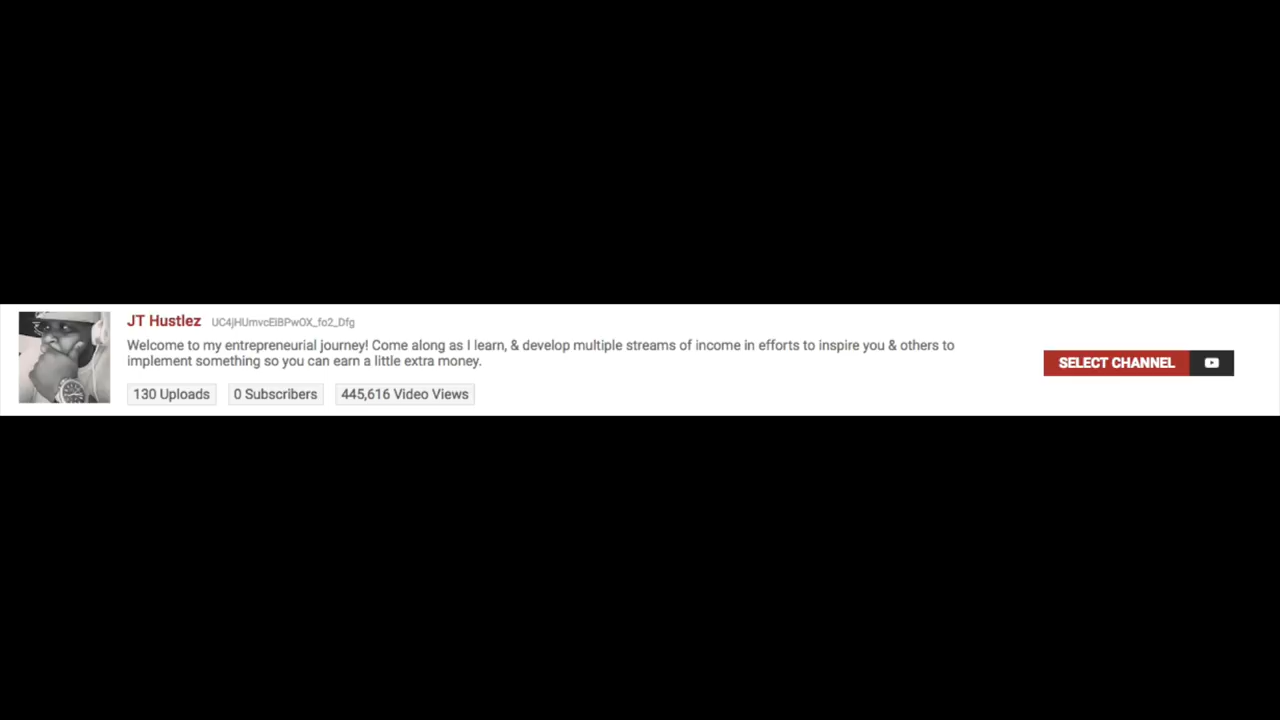 JT Hustlez UC4jHUmvcEiBPwOX_fo2_Dfg
Welcome to my entrepreneurial journey! Come along as I learn, & develop multiple streams of income in efforts to inspire you & others to
implement something so you can earn a little extra money.
SELECT CHANNEL
130 Uploads 0 Subscribers 445,616 Video Views